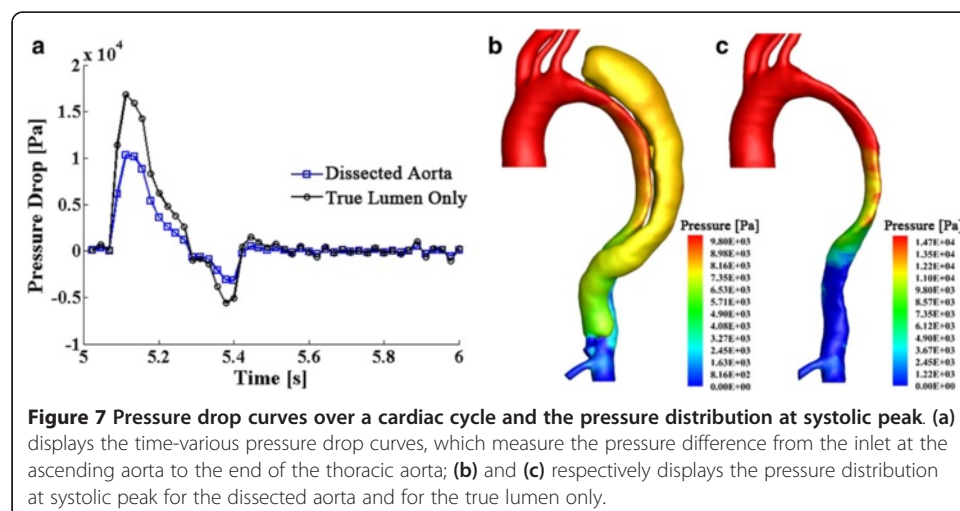 a
x 10⁴
2
1.5
1
0.5
0
-0.5
-1
Pressure Drop [Pa]
Dissected Aorta
True Lumen Only
5 5.2 5.4 5.6 5.8 6
Time [s]
b
Pressure [Pa]
9.80E+03
8.98E+03
8.16E+03
7.35E+03
6.53E+03
5.71E+03
4.90E+03
4.08E+03
3.27E+03
2.45E+03
1.63E+03
8.16E+02
0.00E+00
c
Pressure [Pa]
1.47E+04
1.35E+04
1.22E+04
1.10E+04
9.80E+03
8.57E+03
7.35E+03
6.12E+03
4.90E+03
3.67E+03
2.45E+03
1.22E+03
0.00E+00
Figure 7 Pressure drop curves over a cardiac cycle and the pressure distribution at systolic peak. (a)
displays the time-various pressure drop curves, which measure the pressure difference from the inlet at the
ascending aorta to the end of the thoracic aorta; (b) and (c) respectively displays the pressure distribution
at systolic peak for the dissected aorta and for the true lumen only.